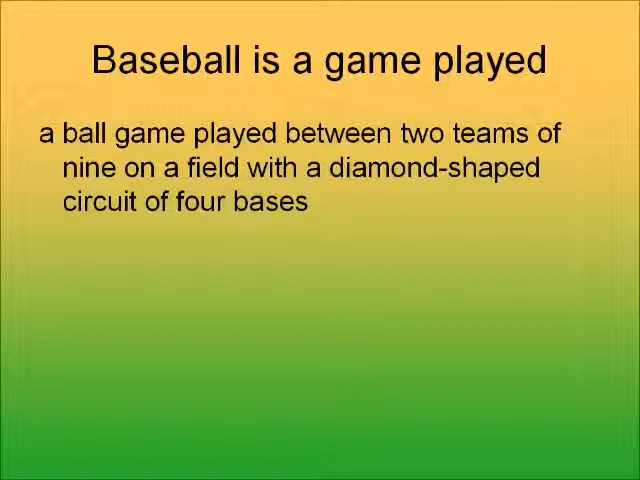 Baseball is a game played
a ball game played between two teams of
nine on a field with a diamond-shaped
circuit of four bases